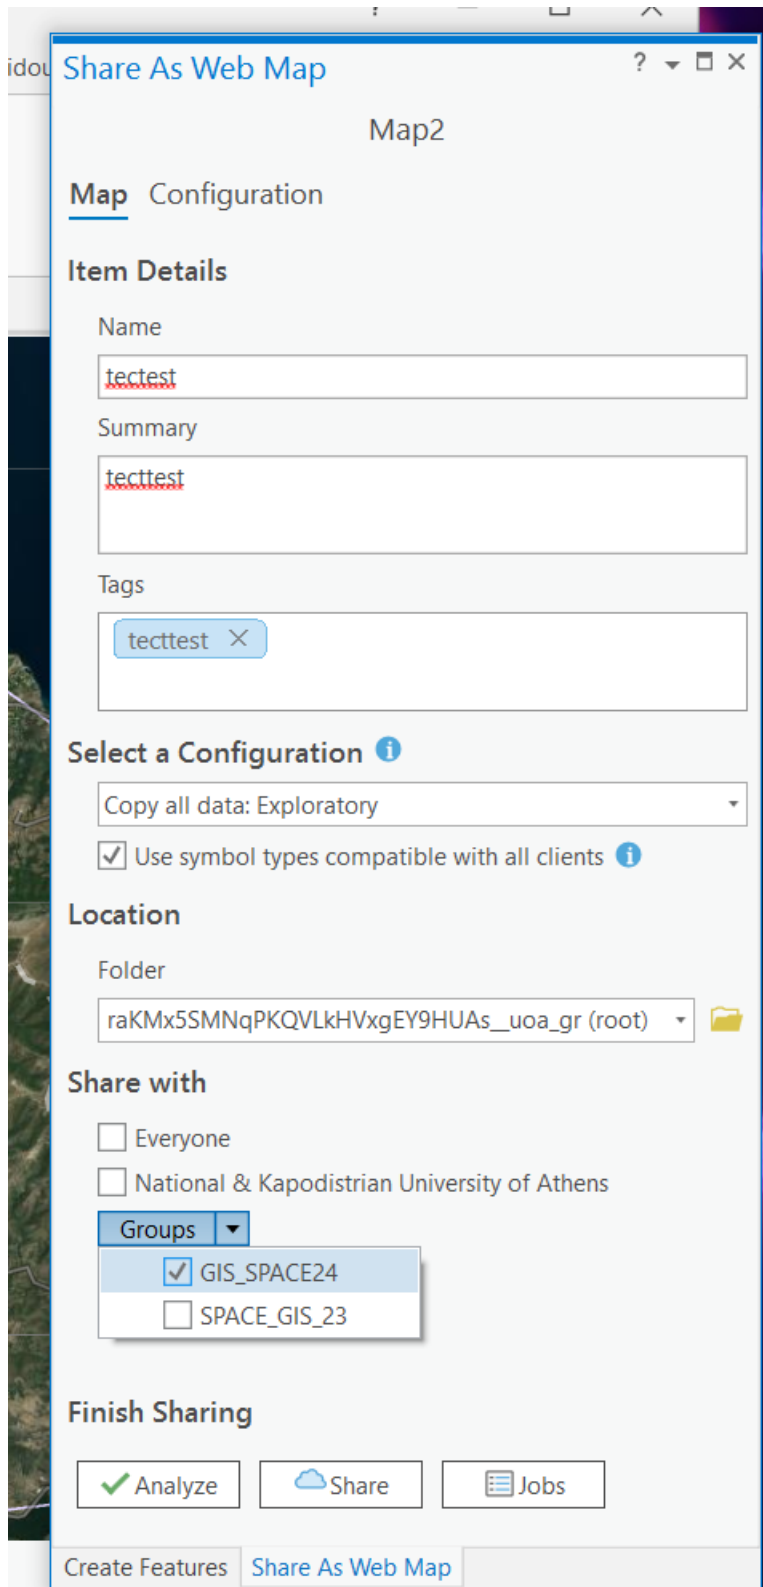 idou
Share As Web Map
Map2
Map Configuration
Item Details
Name
tectest
Summary
tecttest
Tags
tecttest
Select a Configuration
Copy all data: Exploratory
Use symbol types compatible with all clients
Location
Folder
raKMx5SMNqPKQVLkHVxgEY9HUAs__uoa_gr (root)
Share with
Everyone
National & Kapodistrian University of Athens
Groups
GIS_SPACE24
SPACE_GIS_23
Finish Sharing
Analyze Share Jobs
Create Features Share As Web Map